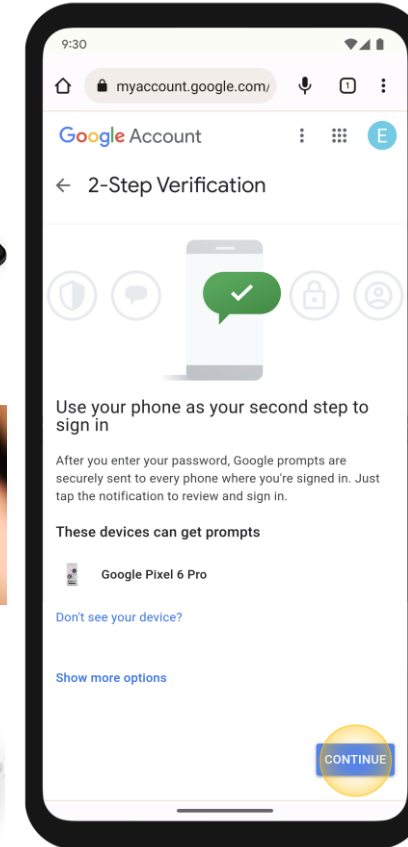 9:30
myaccount.google.com/
1
Google Account
E
2-Step Verification
Use your phone as your second step to
sign in
After you enter your password, Google prompts are
securely sent to every phone where you're signed in. Just
tap the notification to review and sign in.
These devices can get prompts
Google Pixel 6 Pro
Don't see your device?
Show more options
CONTINUE